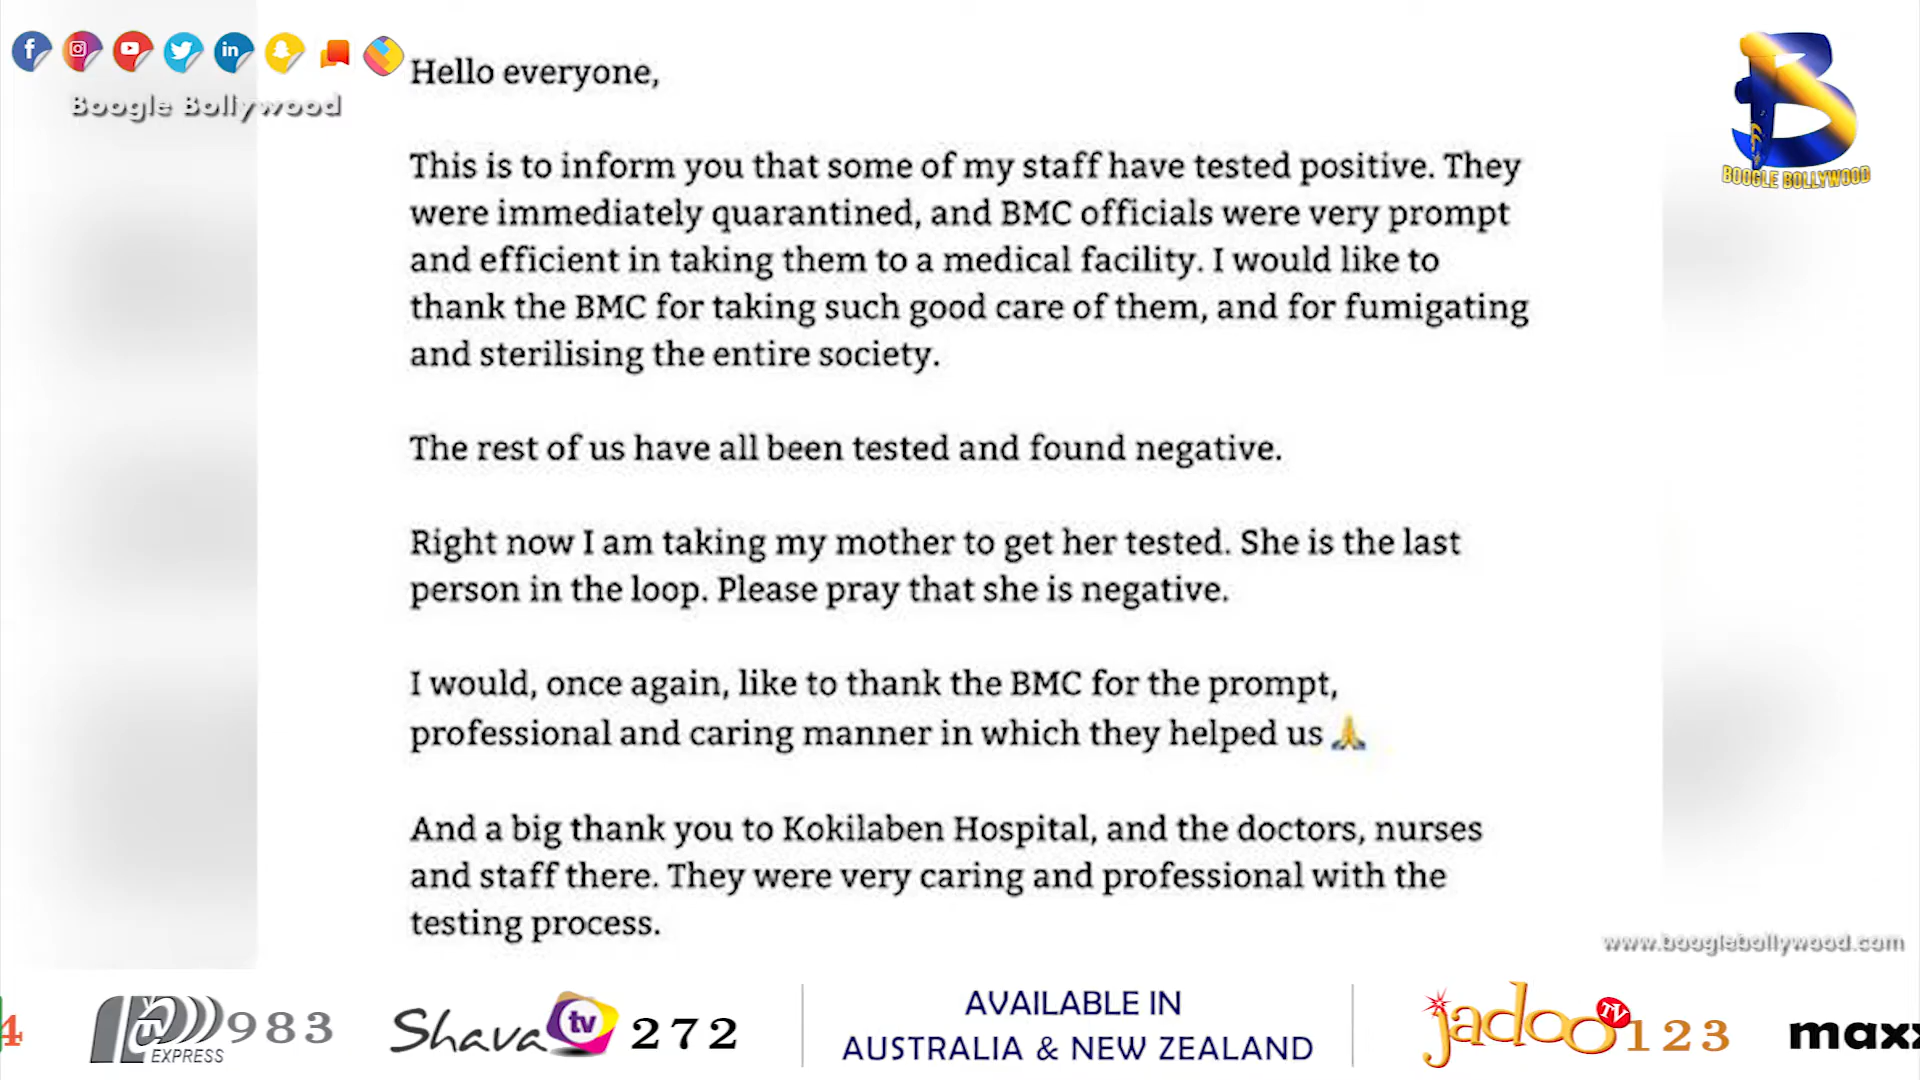 Boogle Bollywood
Hello everyone,
This is to inform you that some of my staff have tested positive. They
were immediately quarantined, and BMC officials were very prompt
and efficient in taking them to a medical facility. I would like to
thank the BMC for taking such good care of them, and for fumigating
and sterilising the entire society.
The rest of us have all been tested and found negative.
Right now I am taking my mother to get her tested. She is the last
person in the loop. Please pray that she is negative.
I would, once again, like to thank the BMC for the prompt,
professional and caring manner in which they helped us 🙏
And a big thank you to Kokilaben Hospital, and the doctors, nurses
and staff there. They were very caring and professional with the
testing process.
BOOGLE BOLLYWOOD
www.booglebollywood.com
4
TV EXPRESS 983
Shava tv 272
AVAILABLE IN
AUSTRALIA & NEW ZEALAND
jadoo TV 123